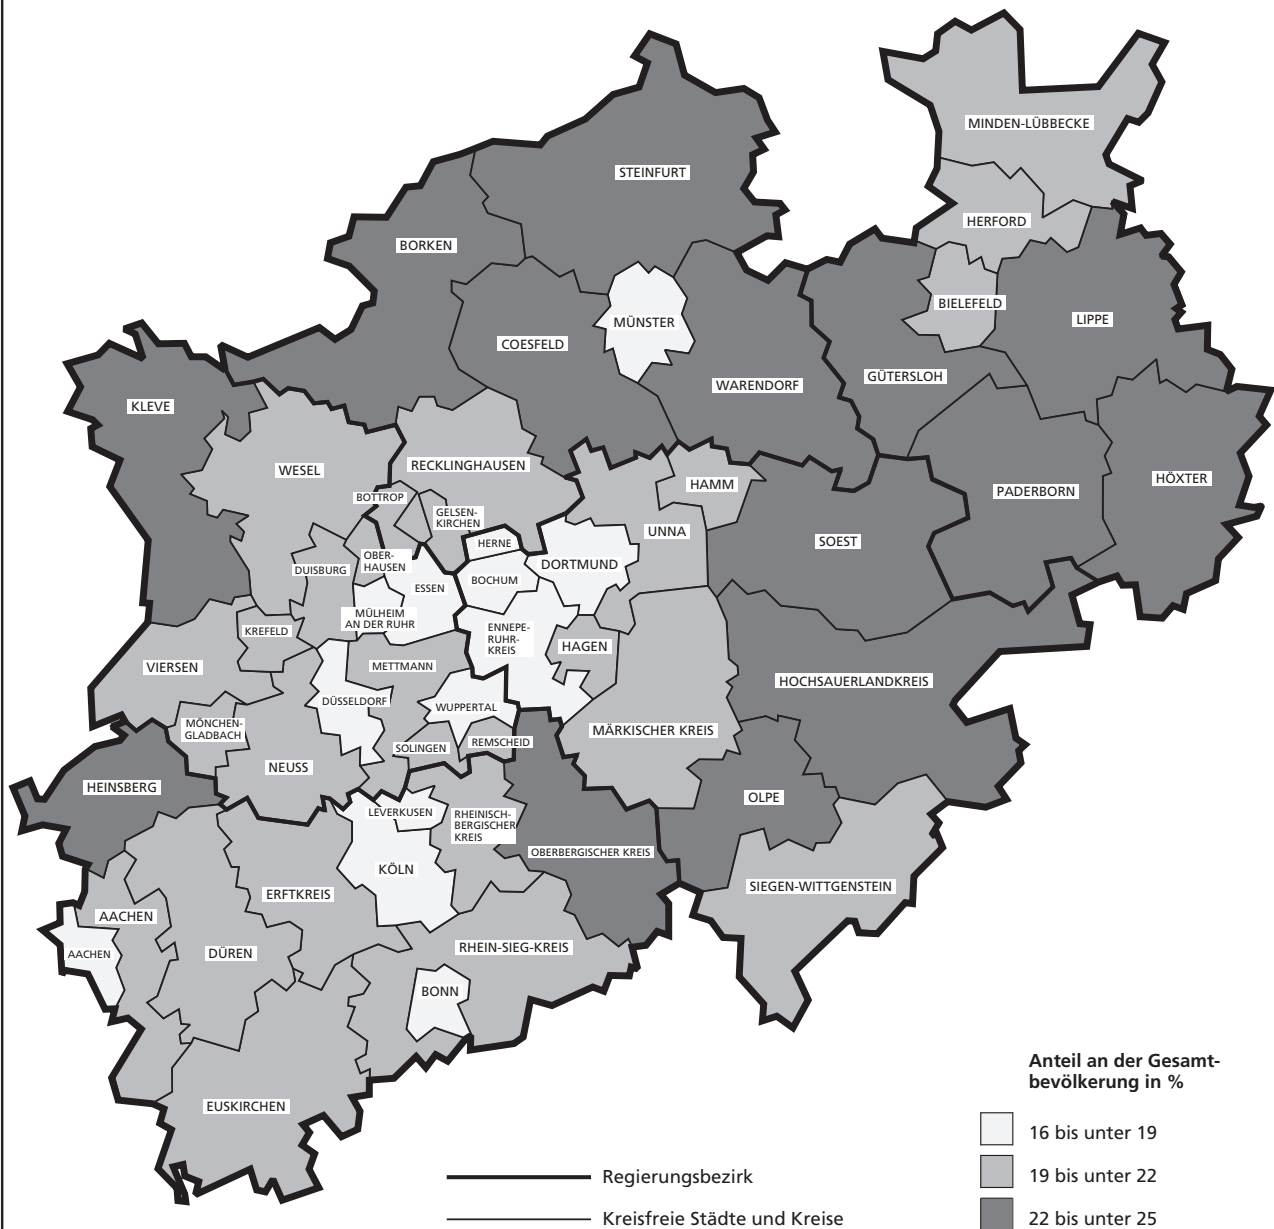 MINDEN-LÜBBECKE
STEINFURT
HERFORD
BORKEN
BIELEFELD
LIPPE
MÜNSTER
COESFELD
GÜTERSLOH
WARENDORF
KLEVE
RECKLINGHAUSEN
WESEL
HÖXTER
HAMM
PADERBORN
BOTTROP
GELSEN-
KIRCHEN
UNNA
SOEST
HERNE
OBER-
HAUSEN
DORTMUND
DUISBURG
BOCHUM
ESSEN
MÜLHEIM
AN DER RUHR
KREFELD
ENNEPE-
RUHR-
KREIS
HAGEN
VIERSEN
METTMANN
HOCHSAUERLANDKREIS
DÜSSELDORF
WUPPERTAL
MÖNCHEN-
GLADBACH
MÄRKISCHER KREIS
SOLINGEN
REMSCHEID
NEUSS
HEINSBERG
OLPE
LEVERKUSEN
RHEINISCH-
BERGISCHER
KREIS
OBERBERGISCHER KREIS
KÖLN
SIEGEN-WITTGENSTEIN
ERFTKREIS
AACHEN
RHEIN-SIEG-KREIS
AACHEN
DÜREN
BONN
EUSKIRCHEN
Anteil an der Gesamt-
bevölkerung in %
16 bis unter 19
19 bis unter 22
22 bis unter 25
Regierungsbezirk
Kreisfreie Städte und Kreise